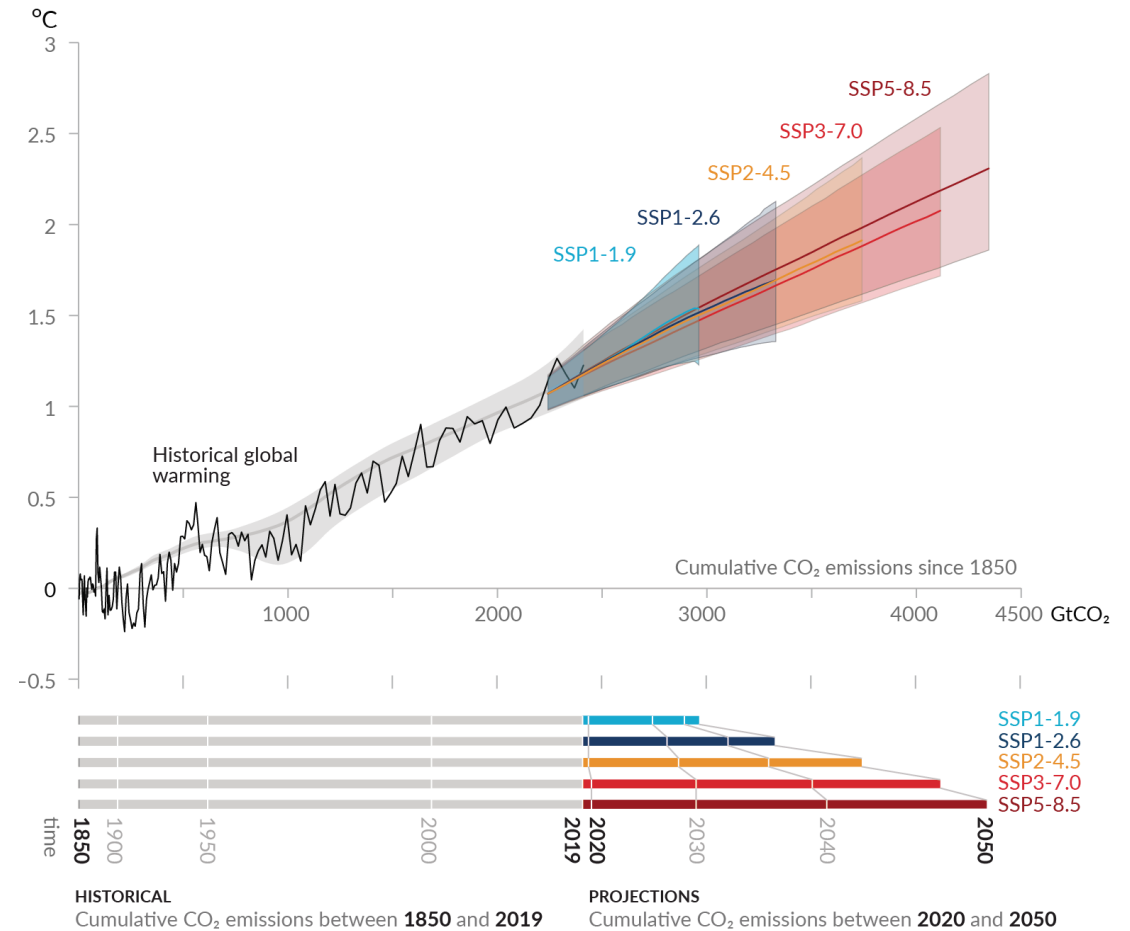 °C
3
SSP5-8.5
2.5
SSP3-7.0
SSP2-4.5
2
SSP1-2.6
SSP1-1.9
1.5
1
Historical global
warming
0.5
Cumulative CO₂ emissions since 1850
0
1000
2000
3000
4000
4500
GtCO₂
-0.5
SSP1-1.9
SSP1-2.6
SSP2-4.5
SSP3-7.0
SSP5-8.5
time
1850
1900
1950
2000
2019
2020
2030
2040
2050
HISTORICAL
Cumulative CO₂ emissions between 1850 and 2019
PROJECTIONS
Cumulative CO₂ emissions between 2020 and 2050